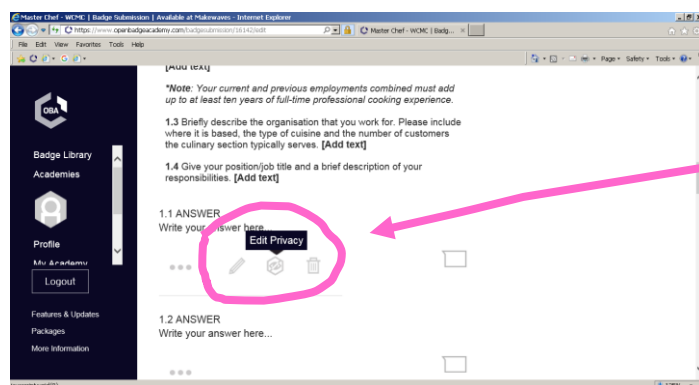 Master Chef - WCMC | Badge Submission | Available at Makewaves - Internet Explorer
https://www.openbadgeacademy.com/badgesubmission/16142/edit
Master Chef - WCMC | Badg... ×
File Edit View Favorites Tools Help
Page Safety Tools
[Add text]
*Note: Your current and previous employments combined must add
up to at least ten years of full-time professional cooking experience.
OBA
1.3 Briefly describe the organisation that you work for. Please include
where it is based, the type of cuisine and the number of customers
the culinary section typically serves. [Add text]
Badge Library
Academies
1.4 Give your position/job title and a brief description of your
responsibilities. [Add text]
1.1 ANSWER
Write your answer here...
Edit Privacy
Profile
My Academy
Logout
Features & Updates
1.2 ANSWER
Packages
Write your answer here...
More Information